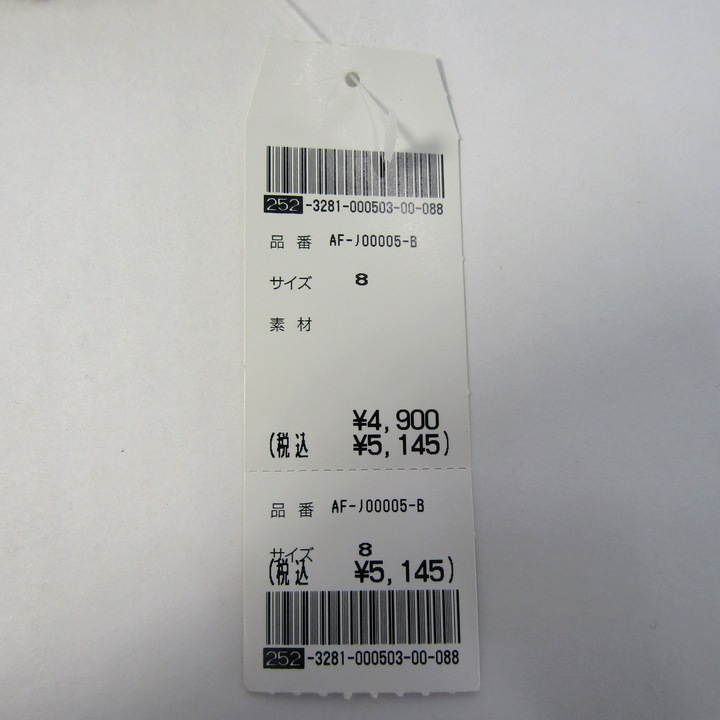 252-3281-000503-00-088
品番 AF-J00005-B
サイズ 8
素材
¥4,900
(税込 ¥5,145)
品番 AF-J00005-B
サイズ 8
(税込 ¥5,145)
252-3281-000503-00-088